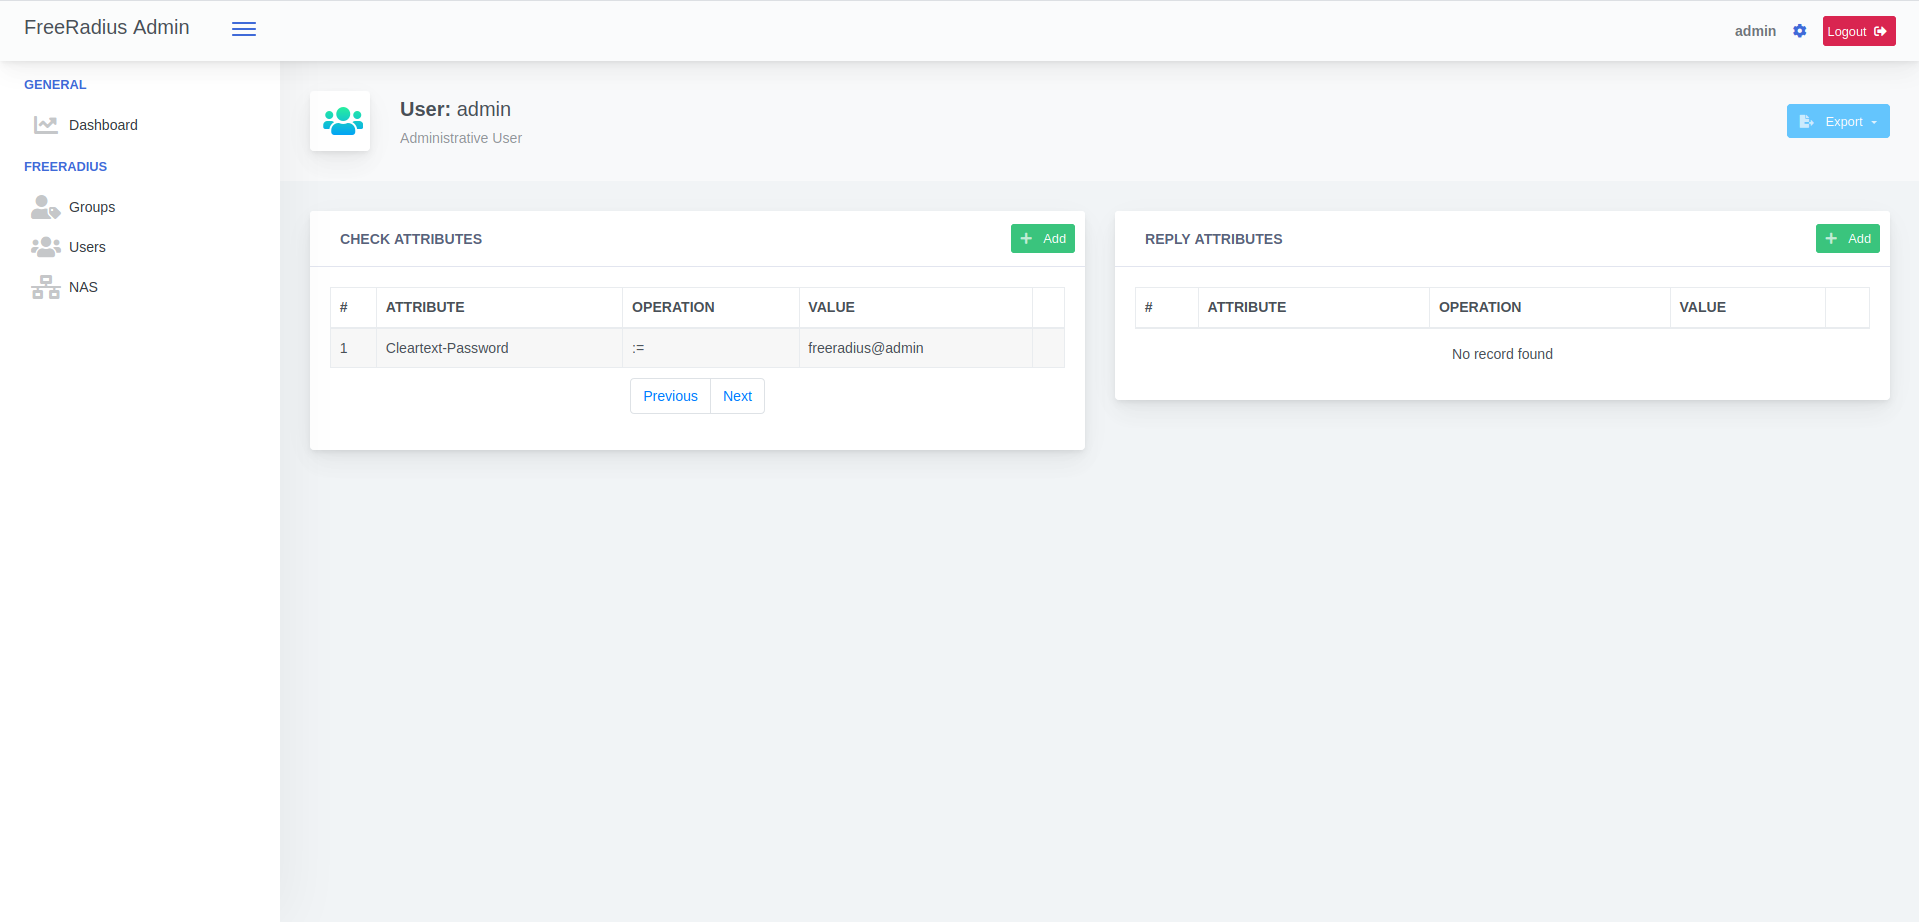 FreeRadius Admin
admin
Logout
GENERAL
Dashboard
FREERADIUS
Groups
Users
NAS
User: admin
Administrative User
Export
CHECK ATTRIBUTES
Add
# ATTRIBUTE OPERATION VALUE
1 Cleartext-Password := freeradius@admin
Previous Next
REPLY ATTRIBUTES
Add
# ATTRIBUTE OPERATION VALUE
No record found